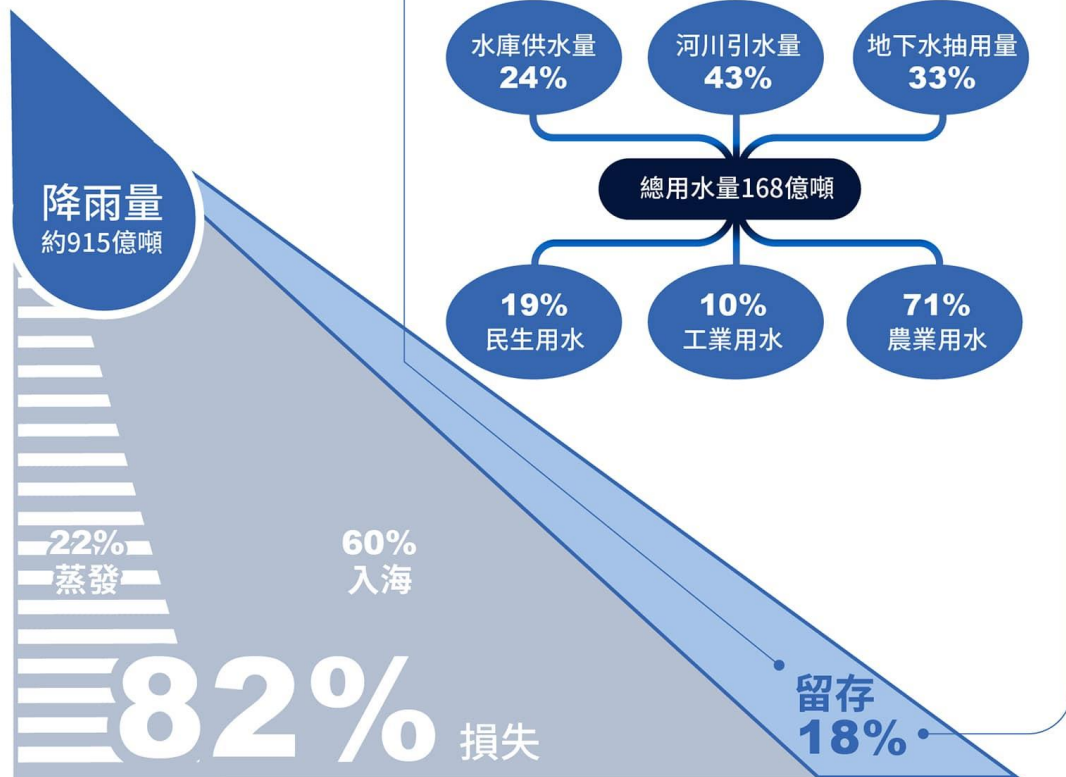 水庫供水量
24%
河川引水量
43%
地下水抽用量
33%
總用水量168億噸
19%
民生用水
10%
工業用水
71%
農業用水
降雨量
約915億噸
22%
蒸發
60%
入海
82% 損失
留存
18%